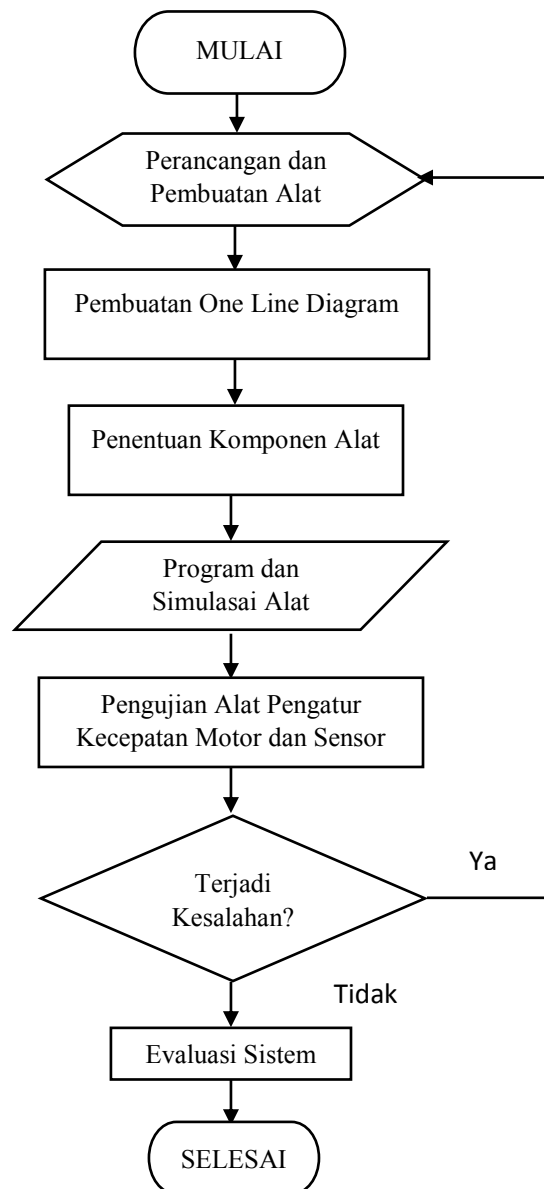 MULAI
Perancangan dan
Pembuatan Alat
Pembuatan One Line Diagram
Penentuan Komponen Alat
Program dan
Simulasai Alat
Pengujian Alat Pengatur
Kecepatan Motor dan Sensor
Terjadi
Kesalahan?
Ya
Tidak
Evaluasi Sistem
SELESAI